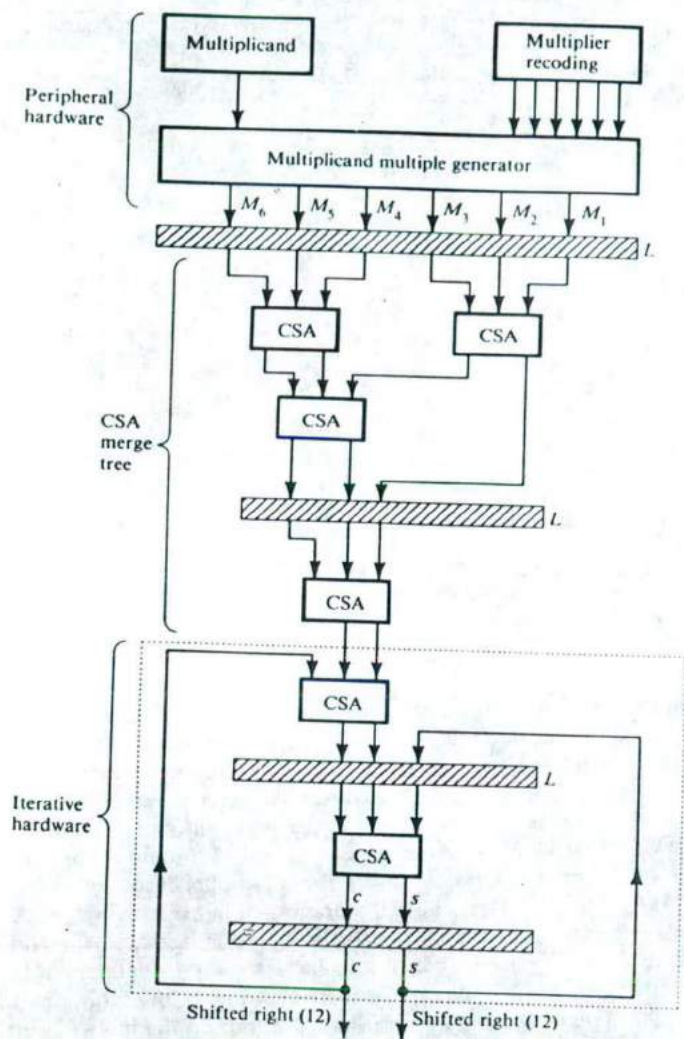 Multiplicand
Multiplier
recoding
Peripheral
hardware
Multiplicand multiple generator
M₆ M₅ M₄ M₃ M₂ M₁
L
CSA CSA
CSA
CSA
merge
tree
L
CSA
CSA
L
Iterative
hardware
CSA
c s
c s
Shifted right (12) Shifted right (12)